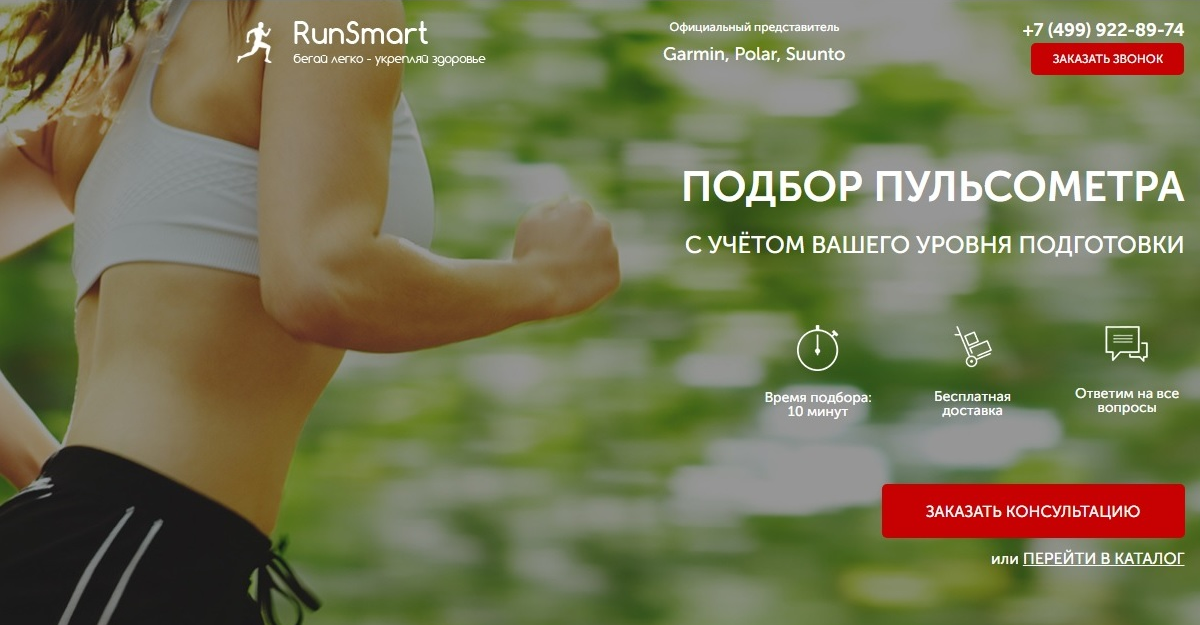 RunSmart
бегай легко - укрепляй здоровье
Официальный представитель
Garmin, Polar, Suunto
+7 (499) 922-89-74
ЗАКАЗАТЬ ЗВОНОК
ПОДБОР ПУЛЬСОМЕТРА
С УЧЁТОМ ВАШЕГО УРОВНЯ ПОДГОТОВКИ
Время подбора:
10 минут
Бесплатная
доставка
Ответим на все
вопросы
ЗАКАЗАТЬ КОНСУЛЬТАЦИЮ
или ПЕРЕЙТИ В КАТАЛОГ